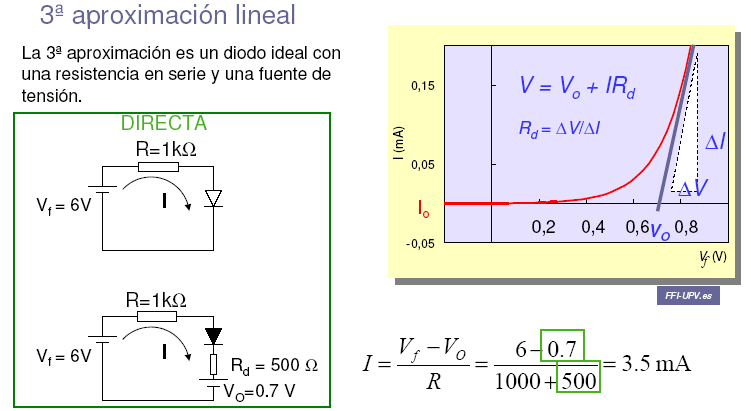 3ª aproximación lineal
La 3ª aproximación es un diodo ideal con
una resistencia en serie y una fuente de
tensión.
DIRECTA
R=1kΩ
V_f = 6V
I
R=1kΩ
V_f = 6V
I
R_d = 500 Ω
V_O=0.7 V
I (mA)
0,15
0,05
I_o
-0,05
V = V_o + IR_d
R_d = ΔV/ΔI
ΔI
ΔV
0,2 0,4 0,6 V_o 0,8
V_f (V)
FFI-UPV.es
I = (V_f − V_O) / R = (6 − 0.7) / (1000 + 500) = 3.5 mA